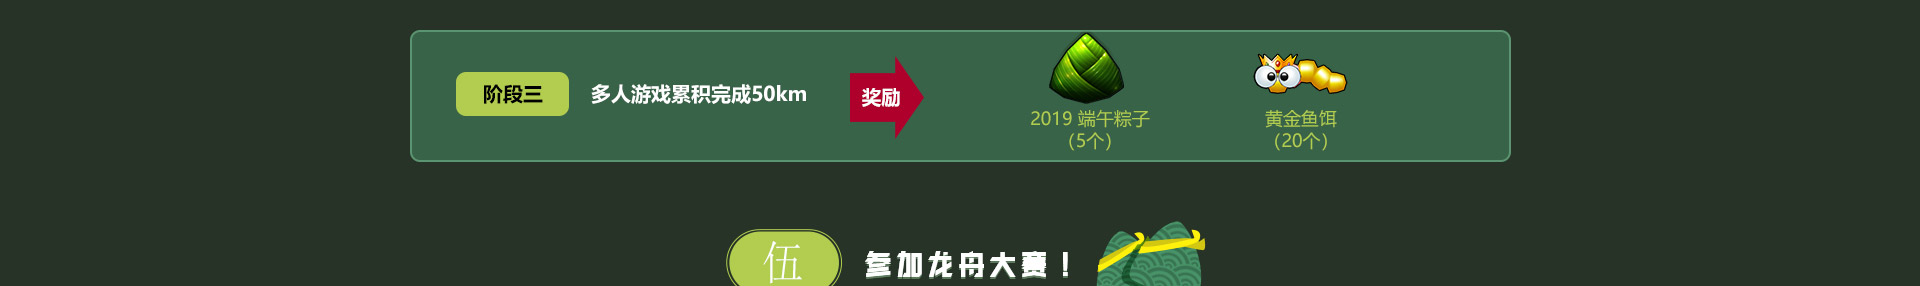 阶段三
多人游戏累积完成50km
奖励
2019 端午粽子
（5个）
黄金鱼饵
（20个）
伍
参加龙舟大赛！